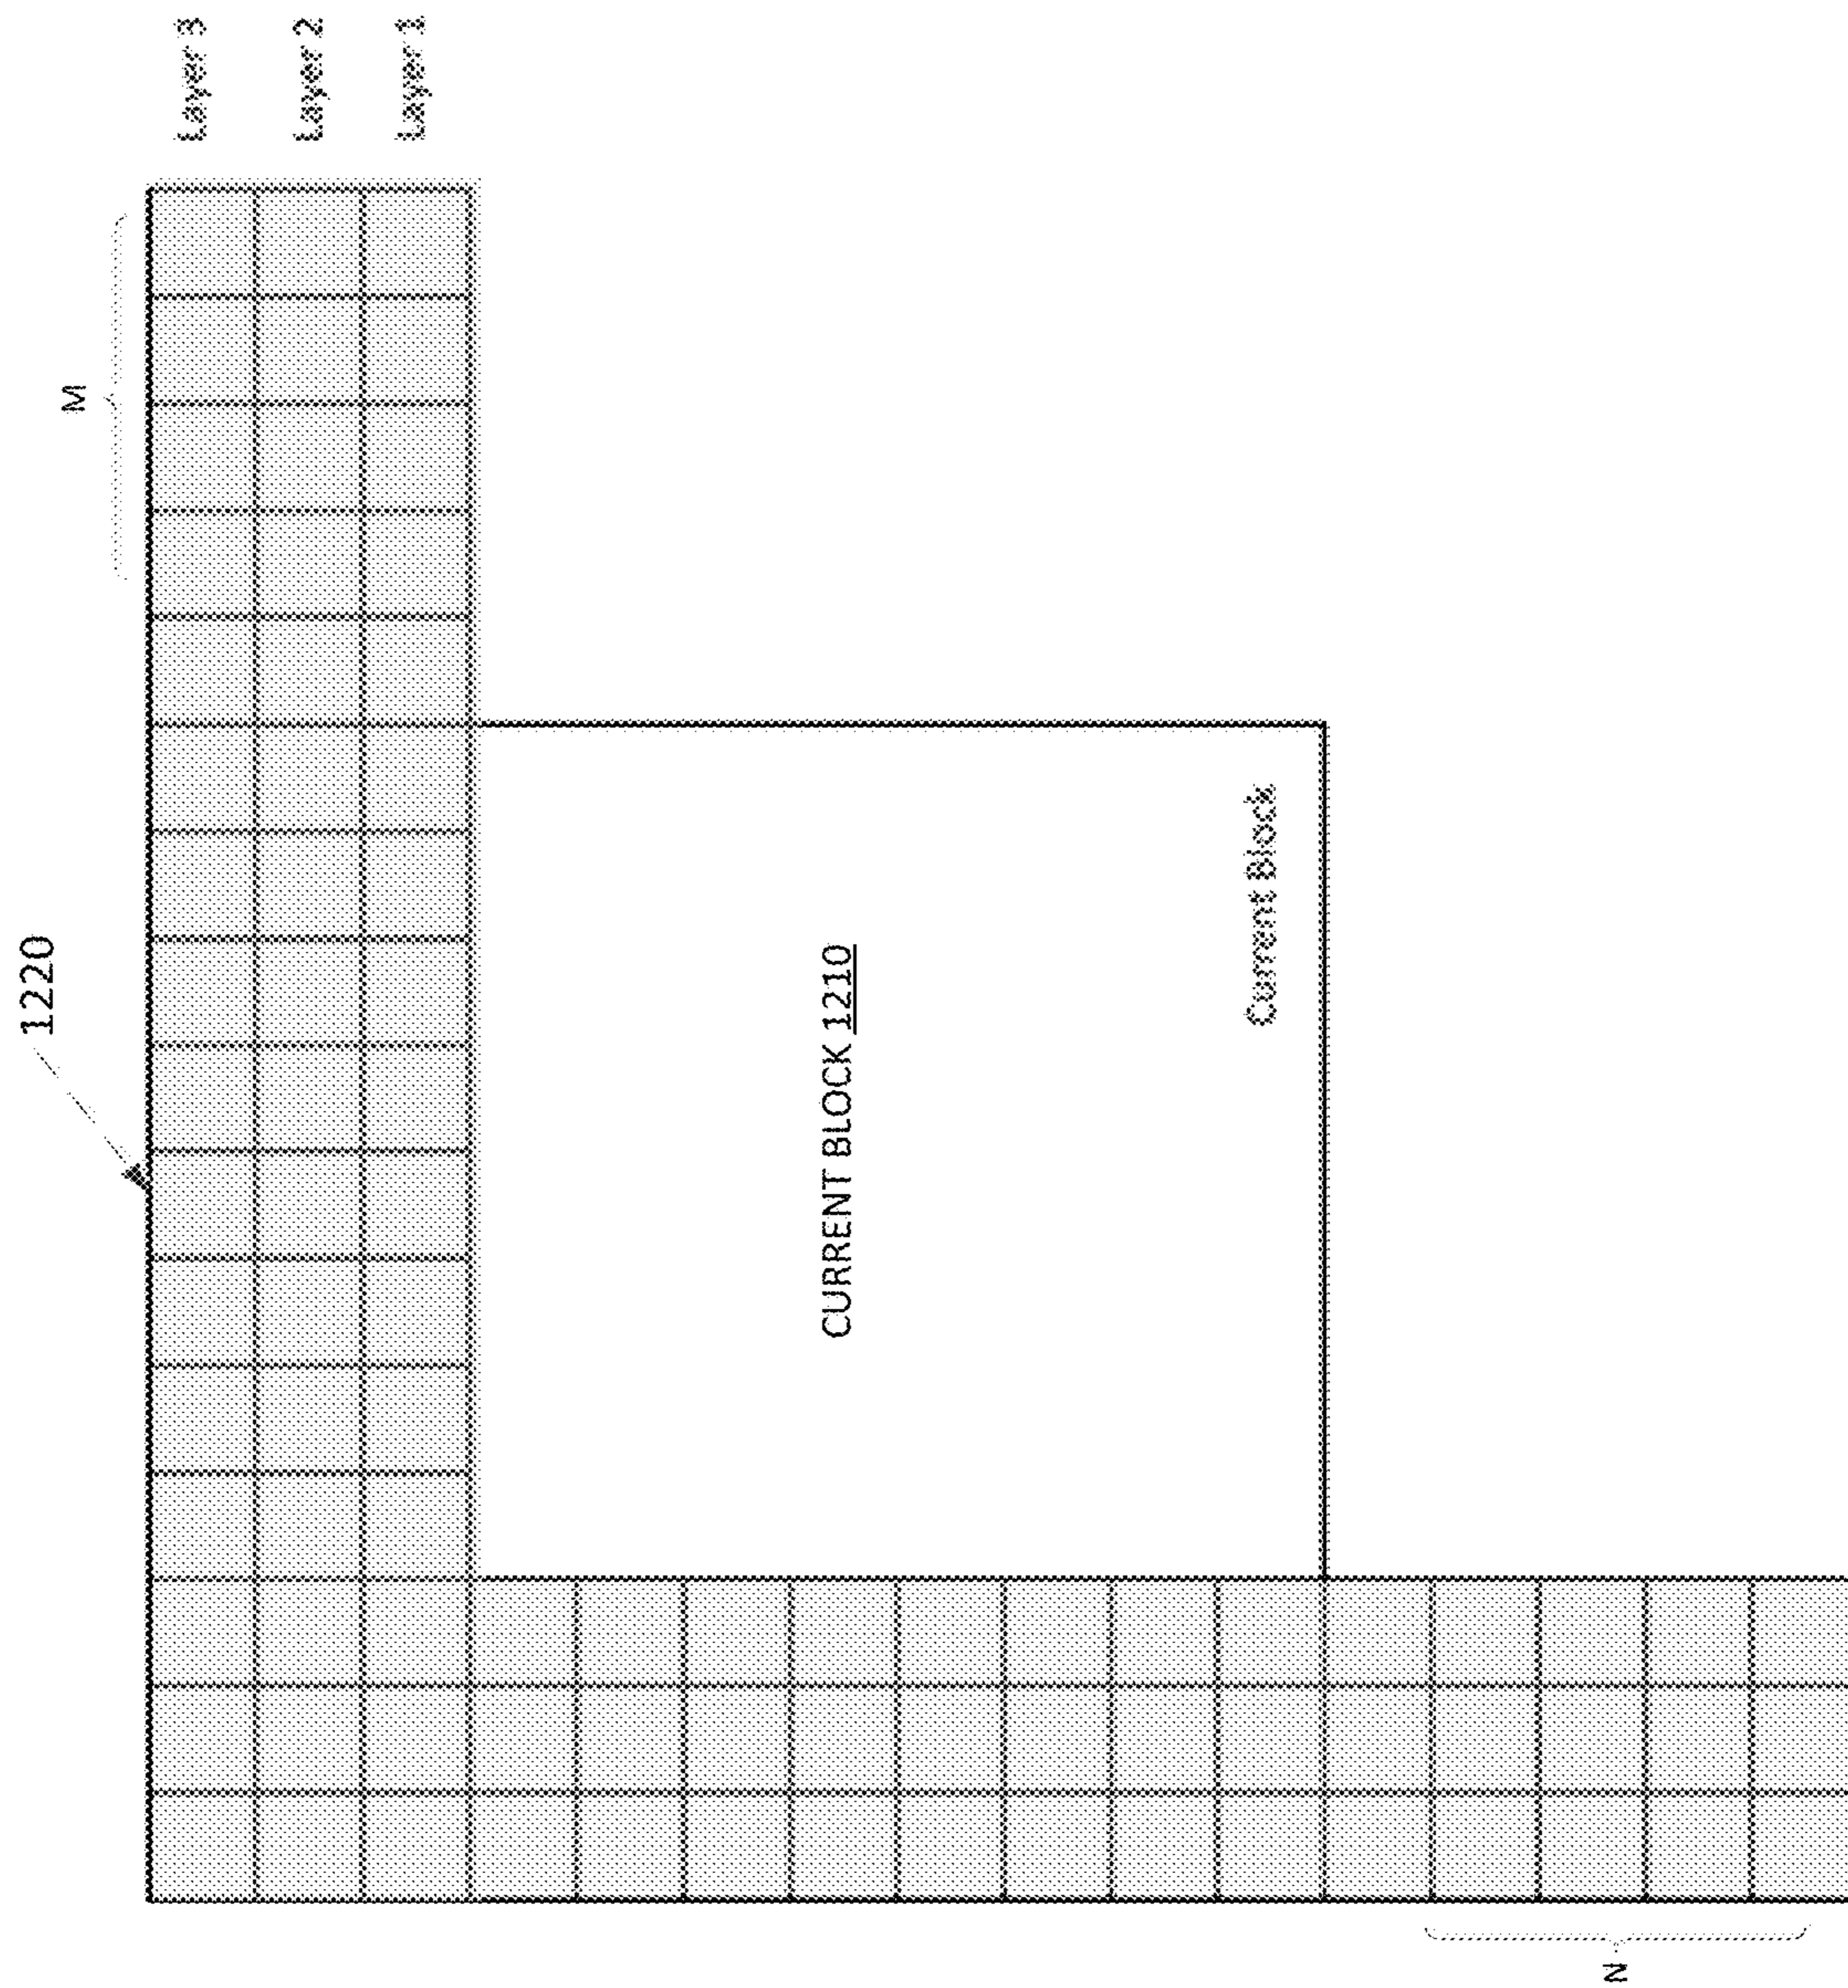 1220
M
Layer 3
Layer 2
Layer 1
CURRENT BLOCK 1210
Current Block
N